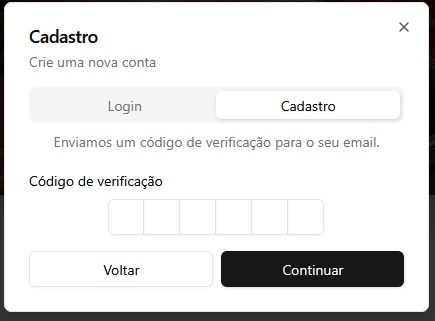 Cadastro
Crie uma nova conta
Login
Cadastro
Enviamos um código de verificação para o seu email.
Código de verificação
Voltar
Continuar